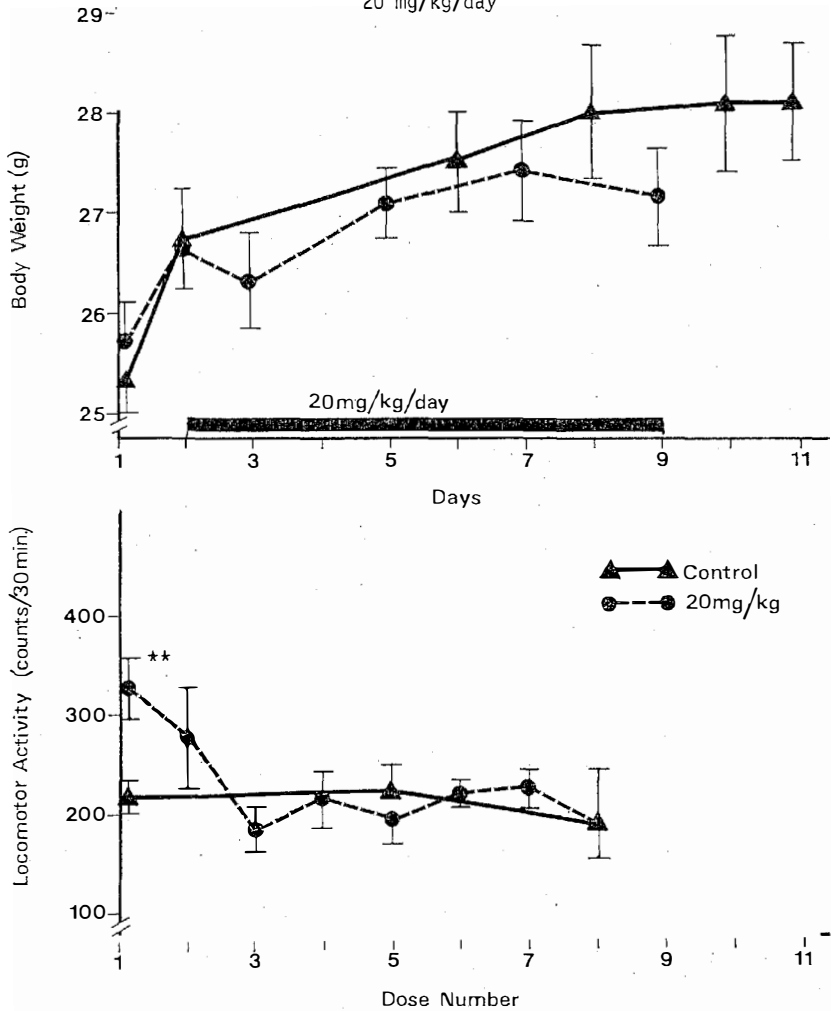 20 mg/kg/day
29
28
27
26
25
Body Weight (g)
20mg/kg/day
1 3 5 7 9 11
Days
Locomotor Activity (counts/30min.)
400
300
200
100
**
Control
20mg/kg
1 3 5 7 9 11
Dose Number